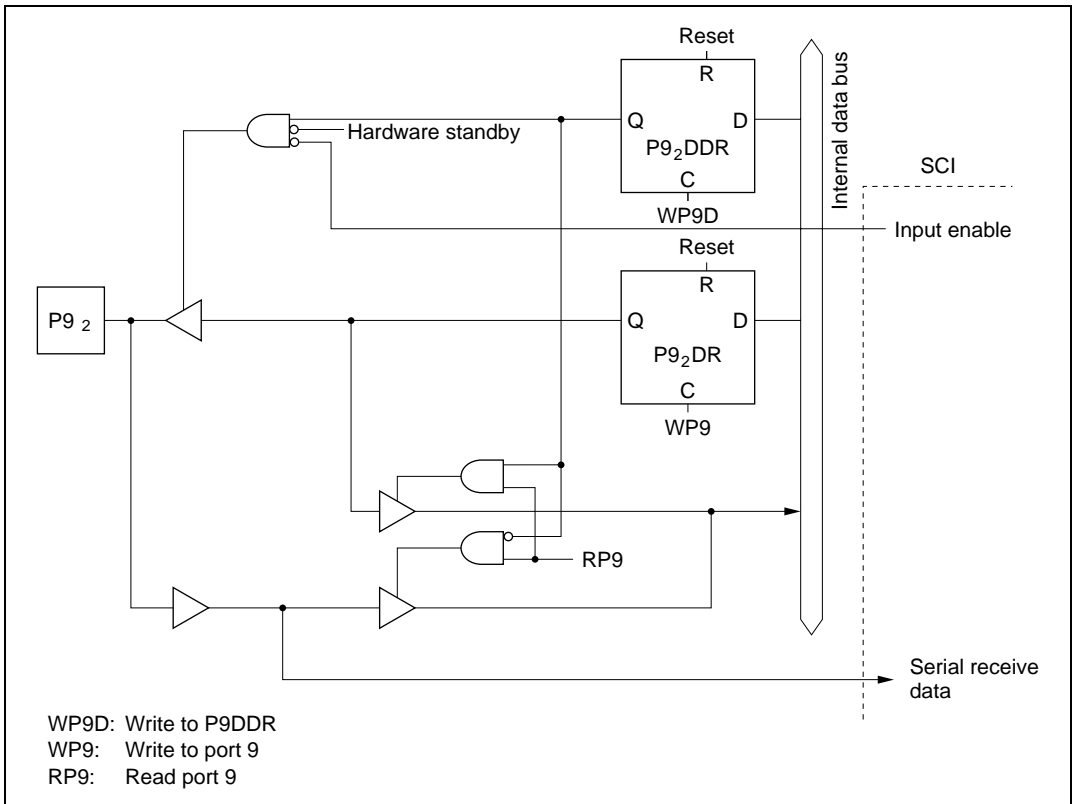 Reset
R
Q
D
P92DDR
C
WP9D
Hardware standby
Internal data bus
SCI
Input enable
Reset
R
Q
D
P92DR
C
WP9
P9 2
RP9
Serial receive
data
WP9D: Write to P9DDR
WP9: Write to port 9
RP9: Read port 9